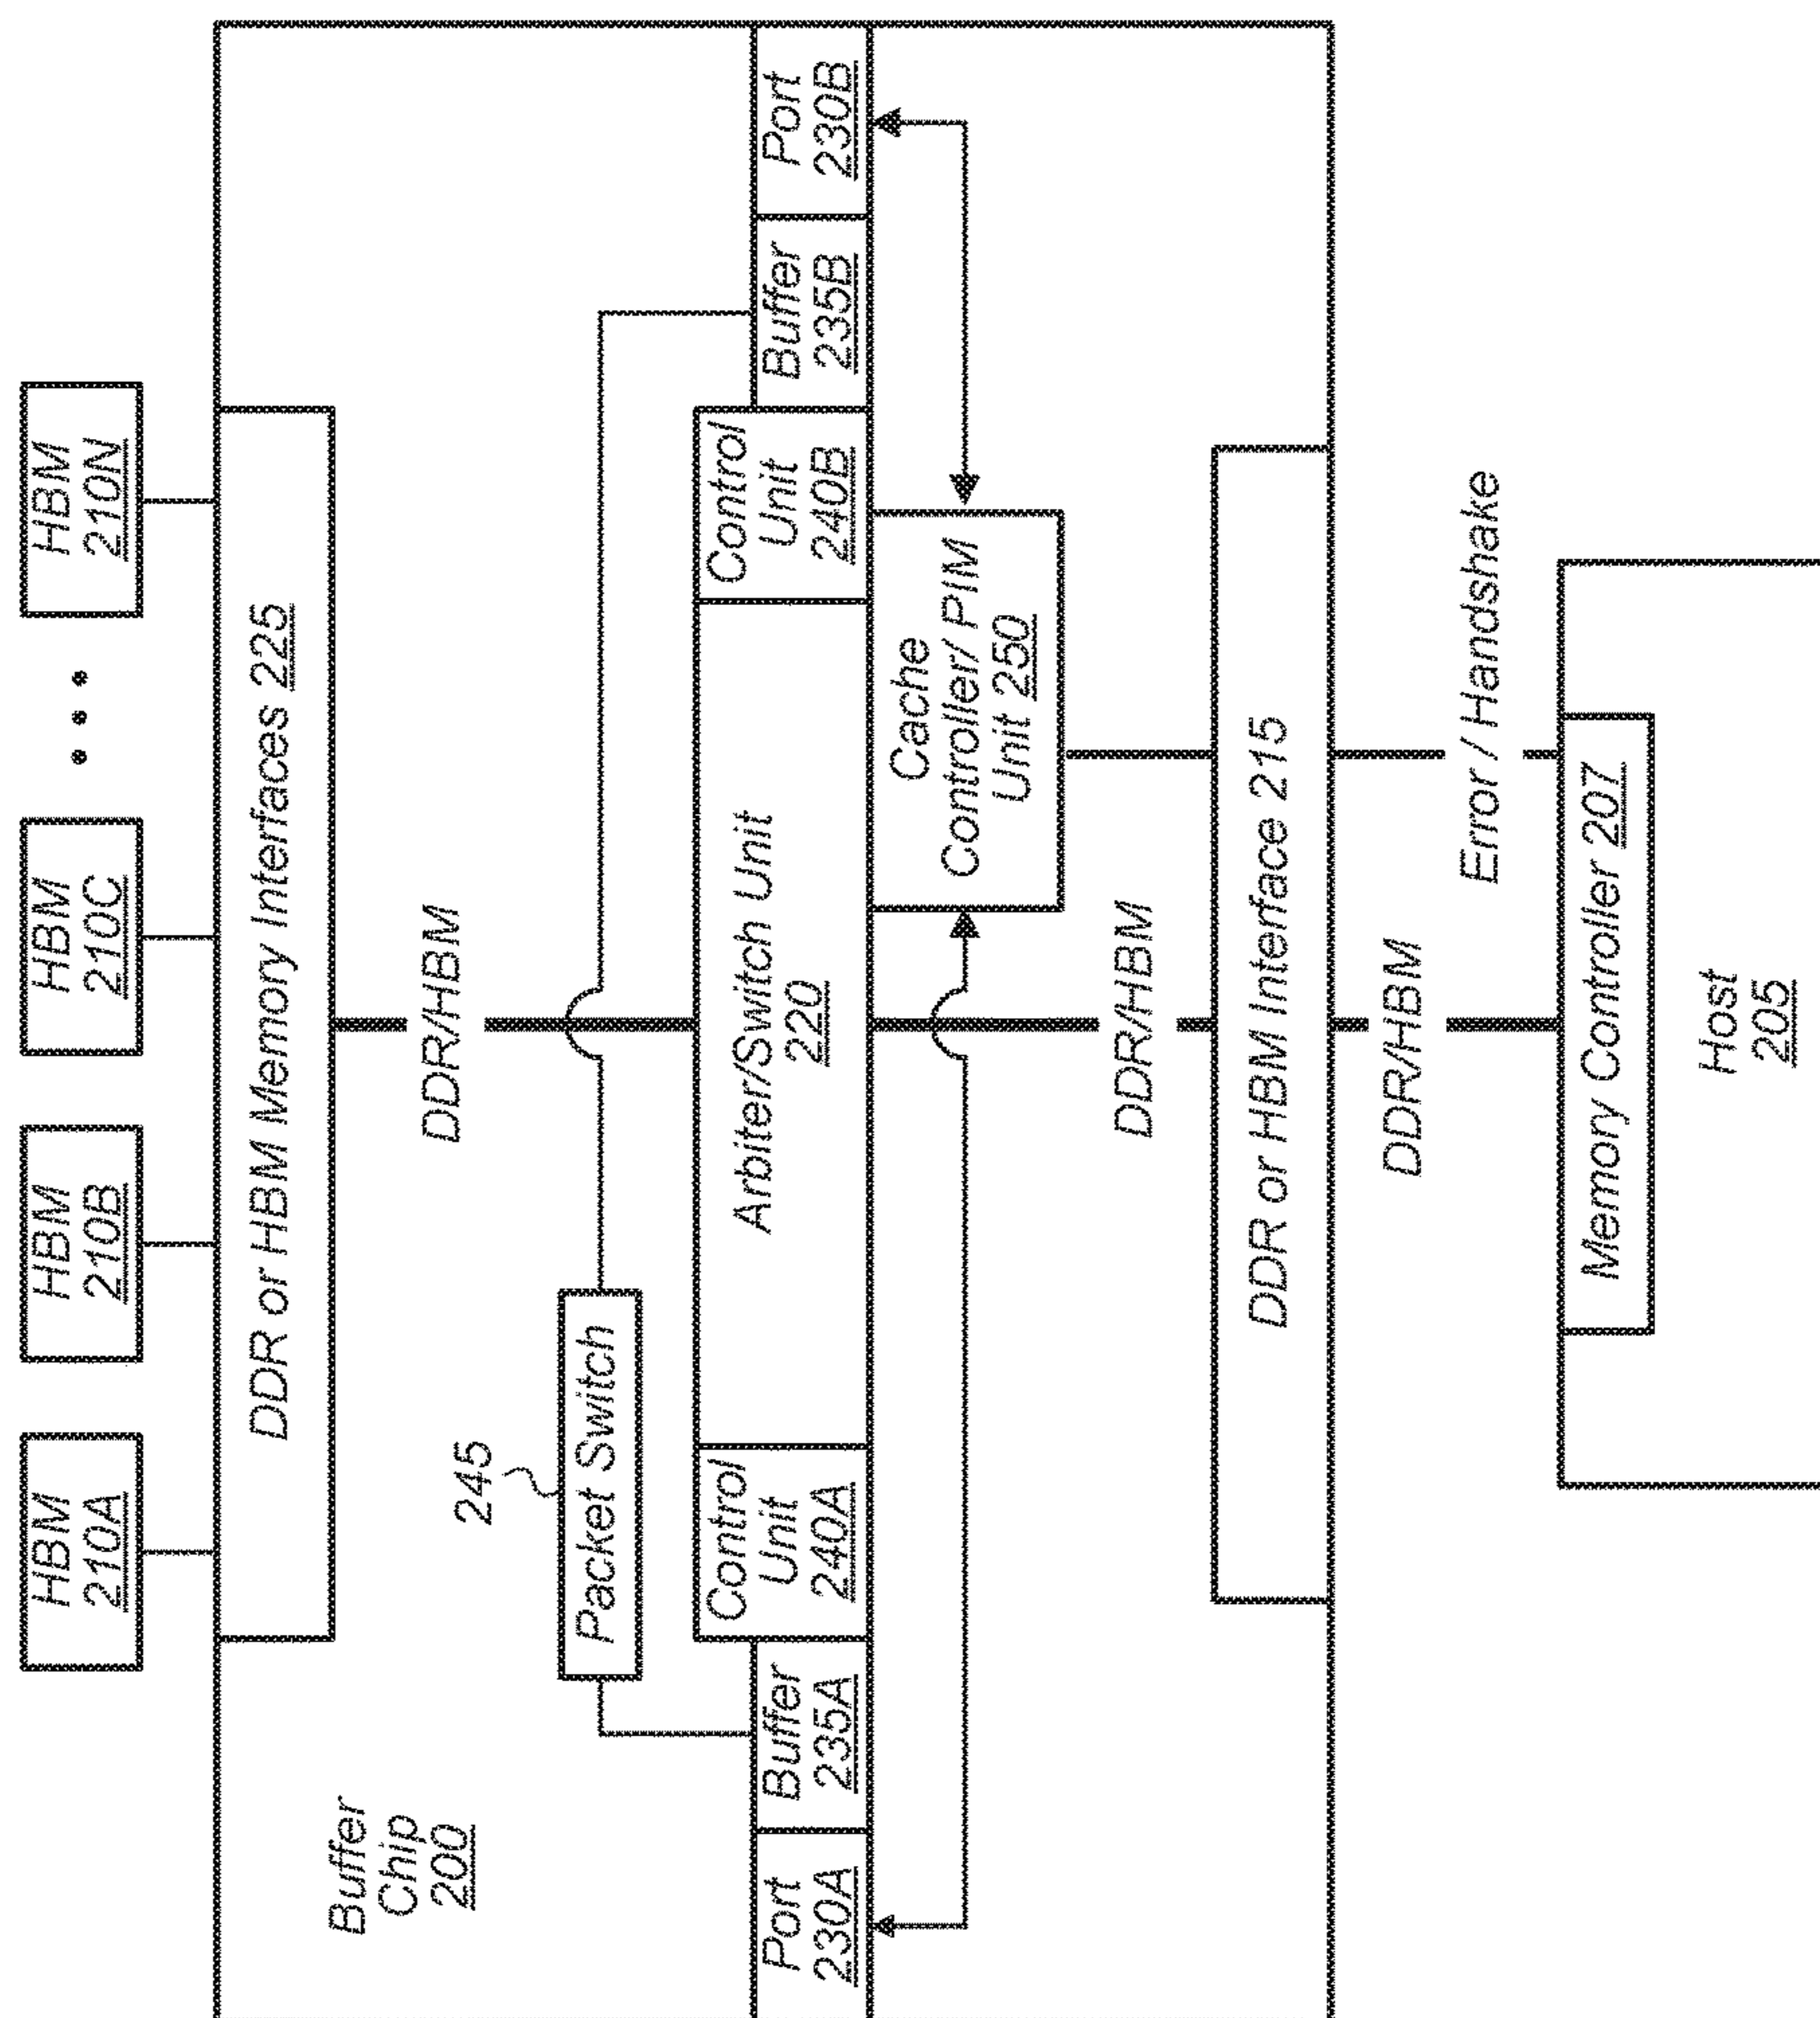 HBM
210A
HBM
210B
HBM
210C
HBM
210N
DDR or HBM Memory Interfaces 225
Buffer
Chip
200
DDR/HBM
245
Packet Switch
Port
230A
Buffer
235A
Control
Unit
240A
Arbiter/Switch Unit
220
Control
Unit
240B
Buffer
235B
Port
230B
Cache
Controller/ PIM
Unit 250
DDR/HBM
DDR or HBM Interface 215
DDR/HBM
Error / Handshake
Memory Controller 207
Host
205